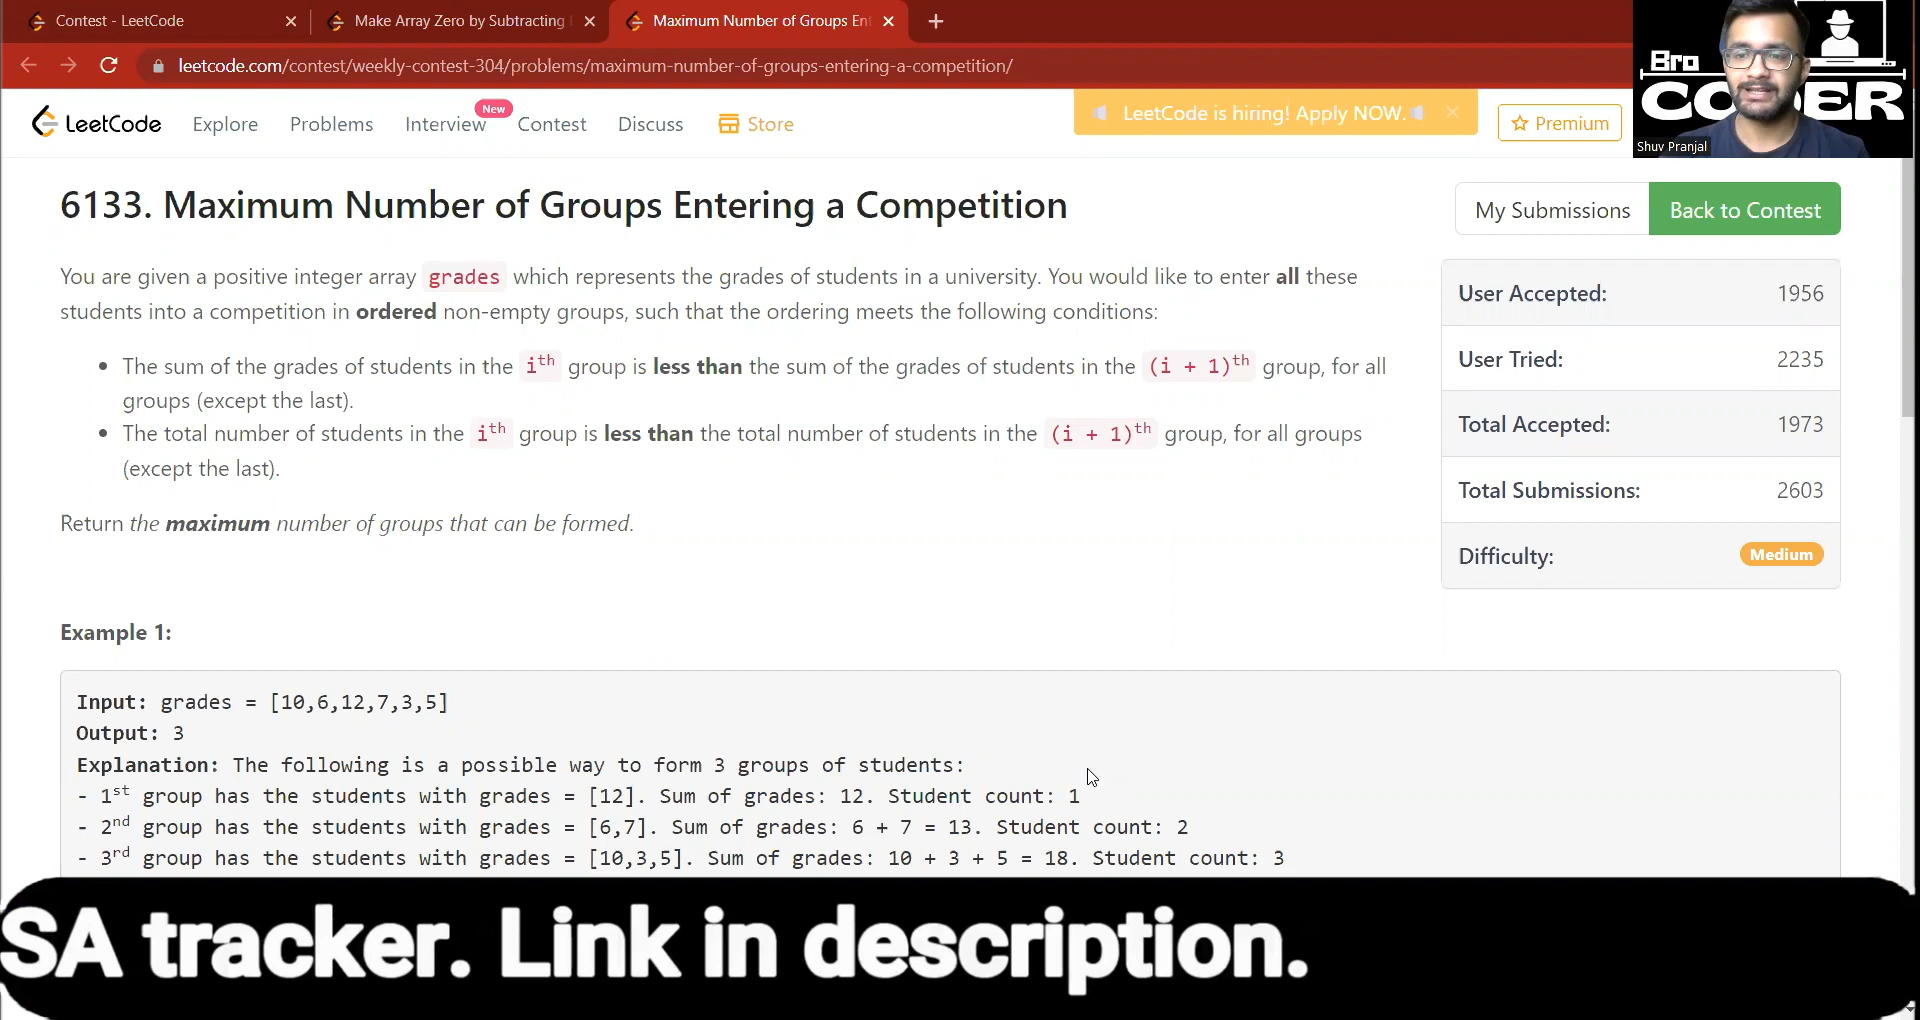 Contest - LeetCode
Make Array Zero by Subtracting
Maximum Number of Groups En
leetcode.com/contest/weekly-contest-304/problems/maximum-number-of-groups-entering-a-competition/
LeetCode
Explore
Problems
Interview
New
Contest
Discuss
Store
LeetCode is hiring! Apply NOW.
Premium
Bro
CODER
Shuv Pranjal
6133. Maximum Number of Groups Entering a Competition
My Submissions
Back to Contest
You are given a positive integer array grades which represents the grades of students in a university. You would like to enter all these
students into a competition in ordered non-empty groups, such that the ordering meets the following conditions:
• The sum of the grades of students in the iᵗʰ group is less than the sum of the grades of students in the (i + 1)ᵗʰ group, for all
groups (except the last).
• The total number of students in the iᵗʰ group is less than the total number of students in the (i + 1)ᵗʰ group, for all groups
(except the last).
Return the maximum number of groups that can be formed.
User Accepted: 1956
User Tried: 2235
Total Accepted: 1973
Total Submissions: 2603
Difficulty: Medium
Example 1:
Input: grades = [10,6,12,7,3,5]
Output: 3
Explanation: The following is a possible way to form 3 groups of students:
- 1ˢᵗ group has the students with grades = [12]. Sum of grades: 12. Student count: 1
- 2ⁿᵈ group has the students with grades = [6,7]. Sum of grades: 6 + 7 = 13. Student count: 2
- 3ʳᵈ group has the students with grades = [10,3,5]. Sum of grades: 10 + 3 + 5 = 18. Student count: 3
SA tracker. Link in description.